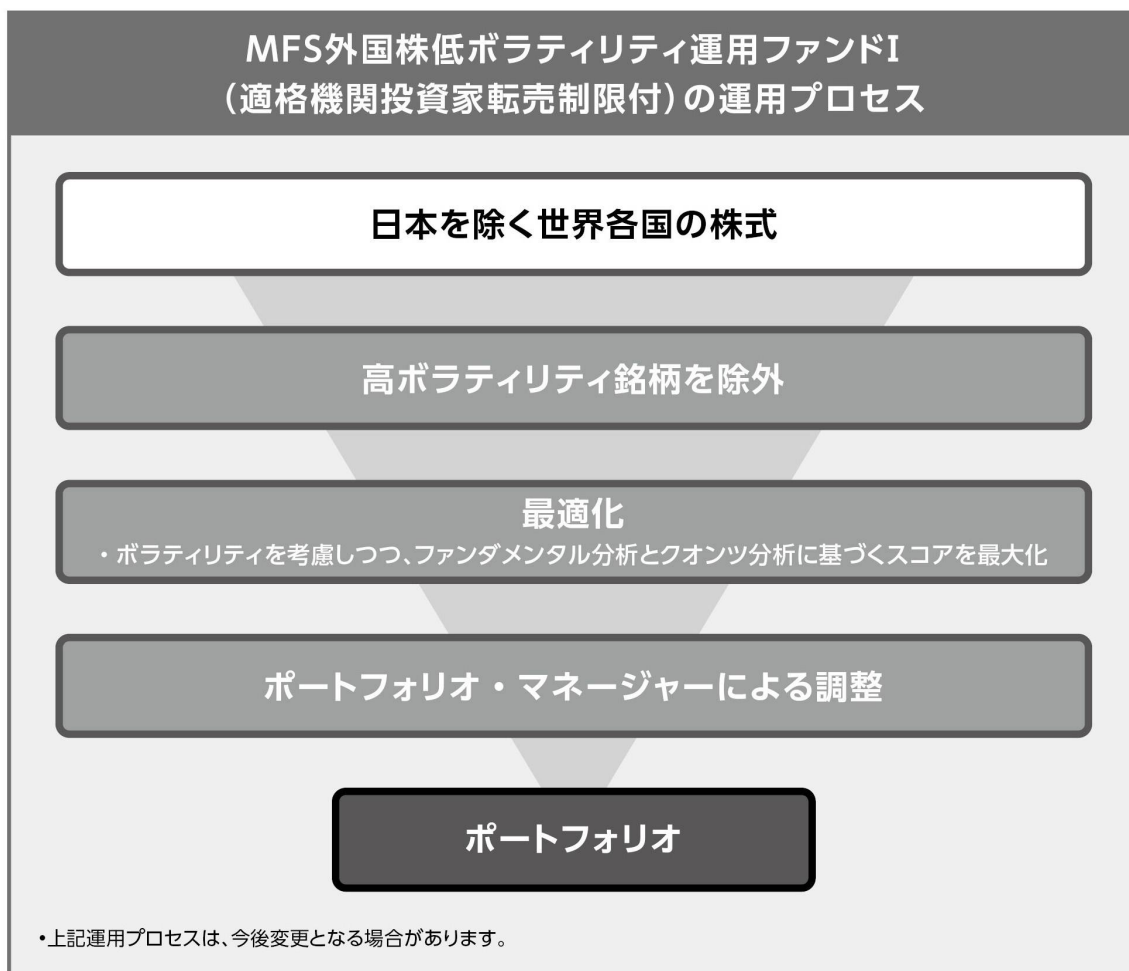 MFS外国株低ボラティリティ運用ファンドI
（適格機関投資家転売制限付）の運用プロセス
日本を除く世界各国の株式
高ボラティリティ銘柄を除外
最適化
・ボラティリティを考慮しつつ、ファンダメンタル分析とクオンツ分析に基づくスコアを最大化
ポートフォリオ・マネージャーによる調整
ポートフォリオ
•上記運用プロセスは、今後変更となる場合があります。